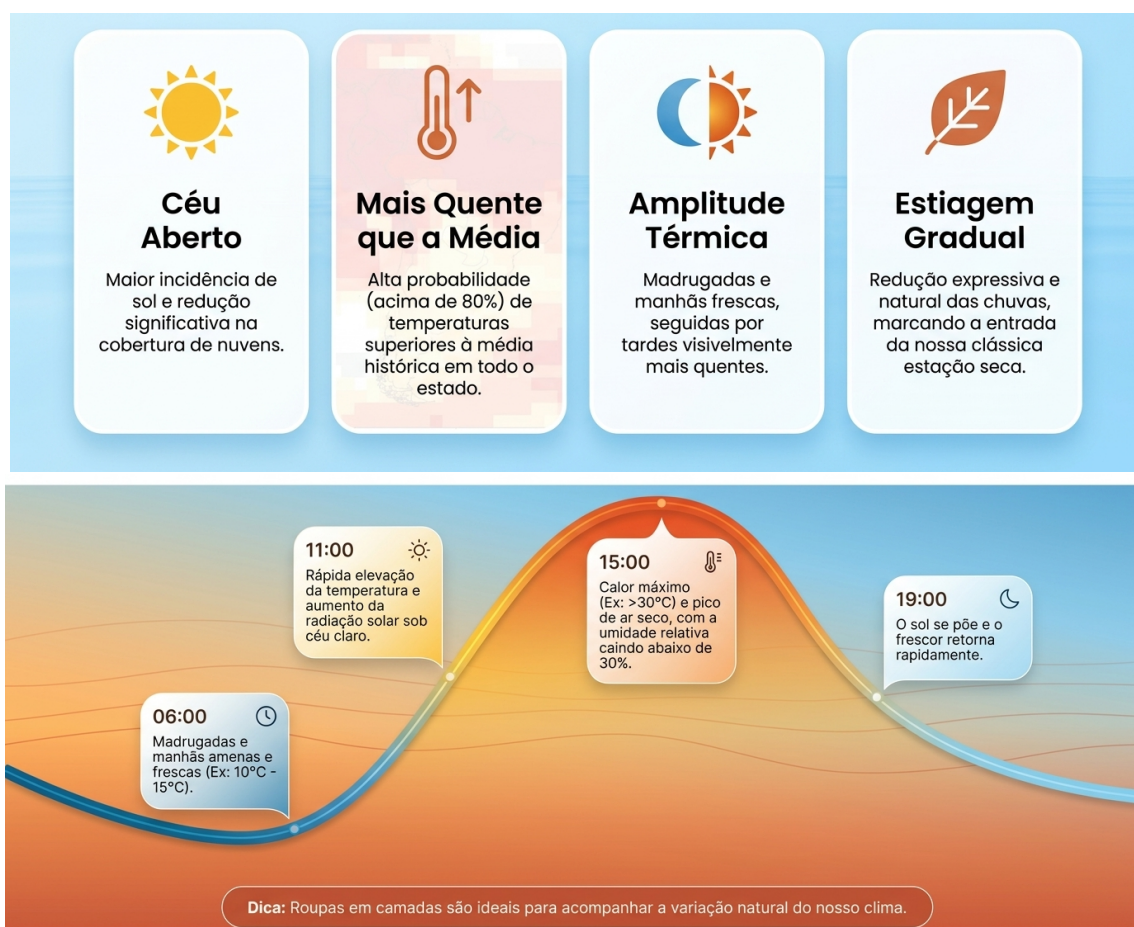 Céu
Aberto
Maior incidência de
sol e redução
significativa na
cobertura de nuvens.
Mais Quente
que a Média
Alta probabilidade
(acima de 80%) de
temperaturas
superiores à média
histórica em todo o
estado.
Amplitude
Térmica
Madrugadas e
manhãs frescas,
seguidas por
tardes visivelmente
mais quentes.
Estiagem
Gradual
Redução expressiva e
natural das chuvas,
marcando a entrada
da nossa clássica
estação seca.
06:00
Madrugadas e
manhãs amenas e
frescas (Ex: 10°C -
15°C).
11:00
Rápida elevação
da temperatura e
aumento da
radiação solar sob
céu claro.
15:00
Calor máximo
(Ex: >30°C) e pico
de ar seco, com a
umidade relativa
caindo abaixo de
30%.
19:00
O sol se põe e o
frescor retorna
rapidamente.
Dica: Roupas em camadas são ideais para acompanhar a variação natural do nosso clima.